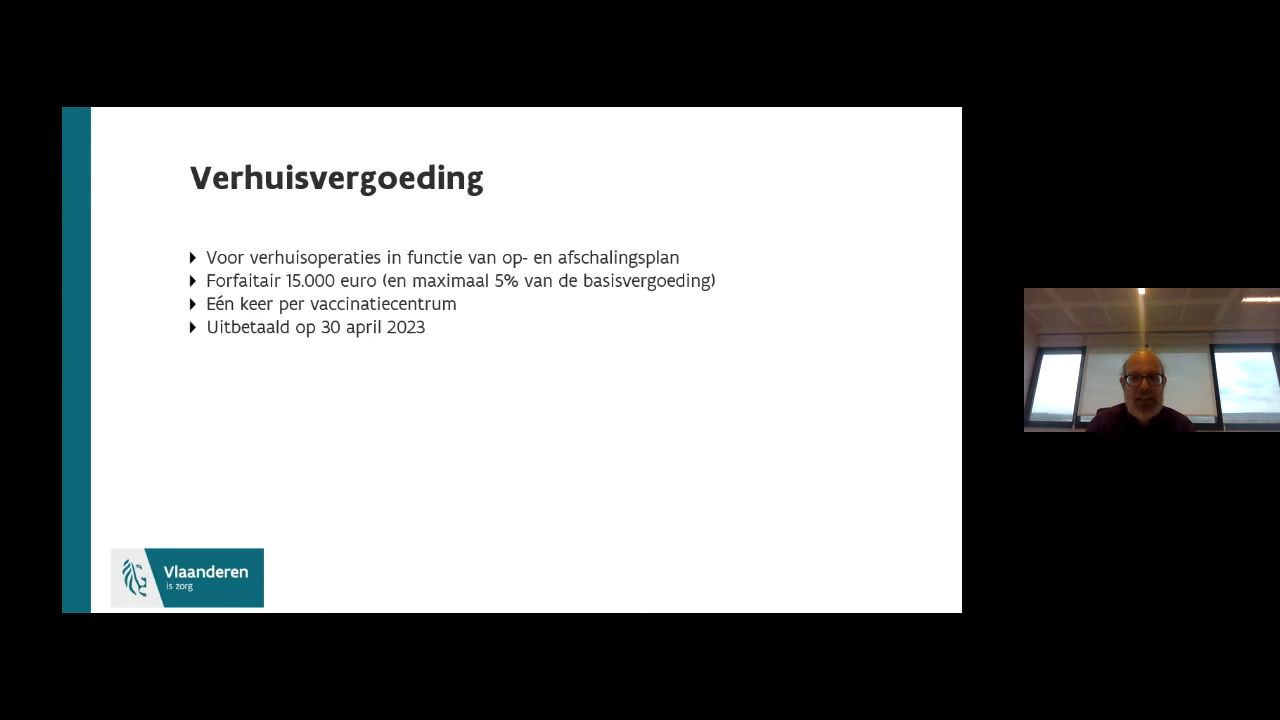 Verhuisvergoeding
Voor verhuisoperaties in functie van op- en afschalingsplan
Forfaitair 15.000 euro (en maximaal 5% van de basisvergoeding)
Eén keer per vaccinatiecentrum
Uitbetaald op 30 april 2023
Vlaanderen
is zorg